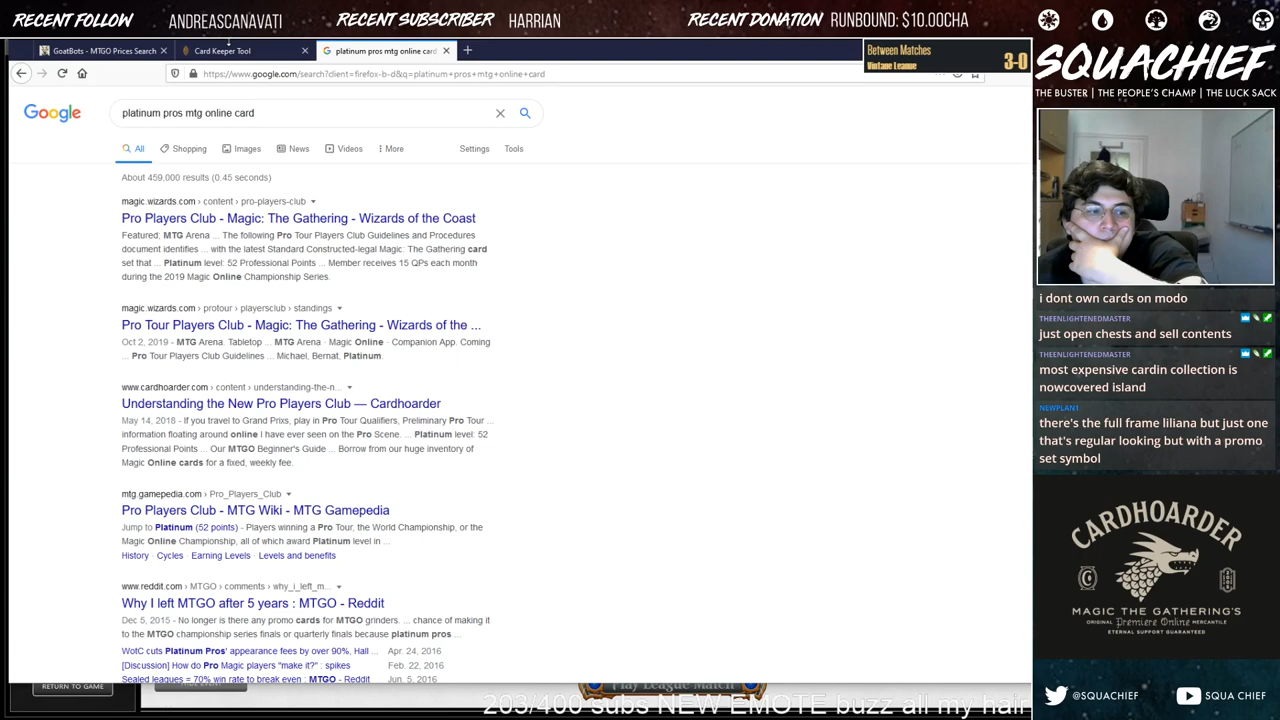 RECENT FOLLOW ANDREASCANAVATI RECENT SUBSCRIBER HARRIAN RECENT DONATION RUNBOUND: $10.00CHA
GoatBots - MTGO Prices Search
Card Keeper Tool
platinum pros mtg online card
Between Matches
Vintage League
3-0
https://www.google.com/search?client=firefox-b-d&q=platinum+pros+mtg+online+card
Google
platinum pros mtg online card
All Shopping Images News Videos More Settings Tools
About 459,000 results (0.45 seconds)
magic.wizards.com › content › pro-players-club
Pro Players Club - Magic: The Gathering - Wizards of the Coast
Featured; MTG Arena ... The following Pro Tour Players Club Guidelines and Procedures
document identifies ... with the latest Standard Constructed-legal Magic: The Gathering card
set that ... Platinum level: 52 Professional Points ... Member receives 15 QPs each month
during the 2019 Magic Online Championship Series.
magic.wizards.com › protour › playersclub › standings
Pro Tour Players Club - Magic: The Gathering - Wizards of the ...
Oct 2, 2019 - MTG Arena. Tabletop ... MTG Arena · Magic Online · Companion App. Coming
... Pro Tour Players Club Guidelines ... Michael, Bernat, Platinum.
www.cardhoarder.com › content › understanding-the-n...
Understanding the New Pro Players Club — Cardhoarder
May 14, 2018 - If you travel to Grand Prixs, play in Pro Tour Qualifiers, Preliminary Pro Tour ...
information floating around online I have ever seen on the Pro Scene. ... Platinum level: 52
Professional Points ... Our MTGO Beginner's Guide ... Borrow from our huge inventory of
Magic Online cards for a fixed, weekly fee.
mtg.gamepedia.com › Pro_Players_Club
Pro Players Club - MTG Wiki - MTG Gamepedia
Jump to Platinum (52 points) - Players winning a Pro Tour, the World Championship, or the
Magic Online Championship, all of which award Platinum level in ...
History · Cycles · Earning Levels · Levels and benefits
www.reddit.com › MTGO › comments › why_i_left_m...
Why I left MTGO after 5 years : MTGO - Reddit
Dec 5, 2015 - No longer is there any promo cards for MTGO grinders. ... chance of making it
to the MTGO championship series finals or quarterly finals because platinum pros ...
WotC cuts Platinum Pros' appearance fees by over 90%, Hall ... Apr. 24, 2016
[Discussion] How do Pro Magic players "make it?" : spikes Feb. 22, 2016
Sealed leagues = 70% win rate to break even : MTGO - Reddit Jun. 5, 2016
RETURN TO GAME
Play League Match
203/400 subs NEW EMOTE buzz all my hair
SQUACHIEF
THE BUSTER | THE PEOPLE'S CHAMP | THE LUCK SACK
i dont own cards on modo
THEENLIGHTENEDMASTER
just open chests and sell contents
THEENLIGHTENEDMASTER
most expensive cardin collection is
nowcovered island
NEWPLAN1
there's the full frame liliana but just one
that's regular looking but with a promo
set symbol
CARDHOARDER
MAGIC THE GATHERING'S
ORIGINAL Premiere Online MERCANTILE
ETERNAL SUPPORT GUARANTEED
@SQUACHIEF
SQUA CHIEF